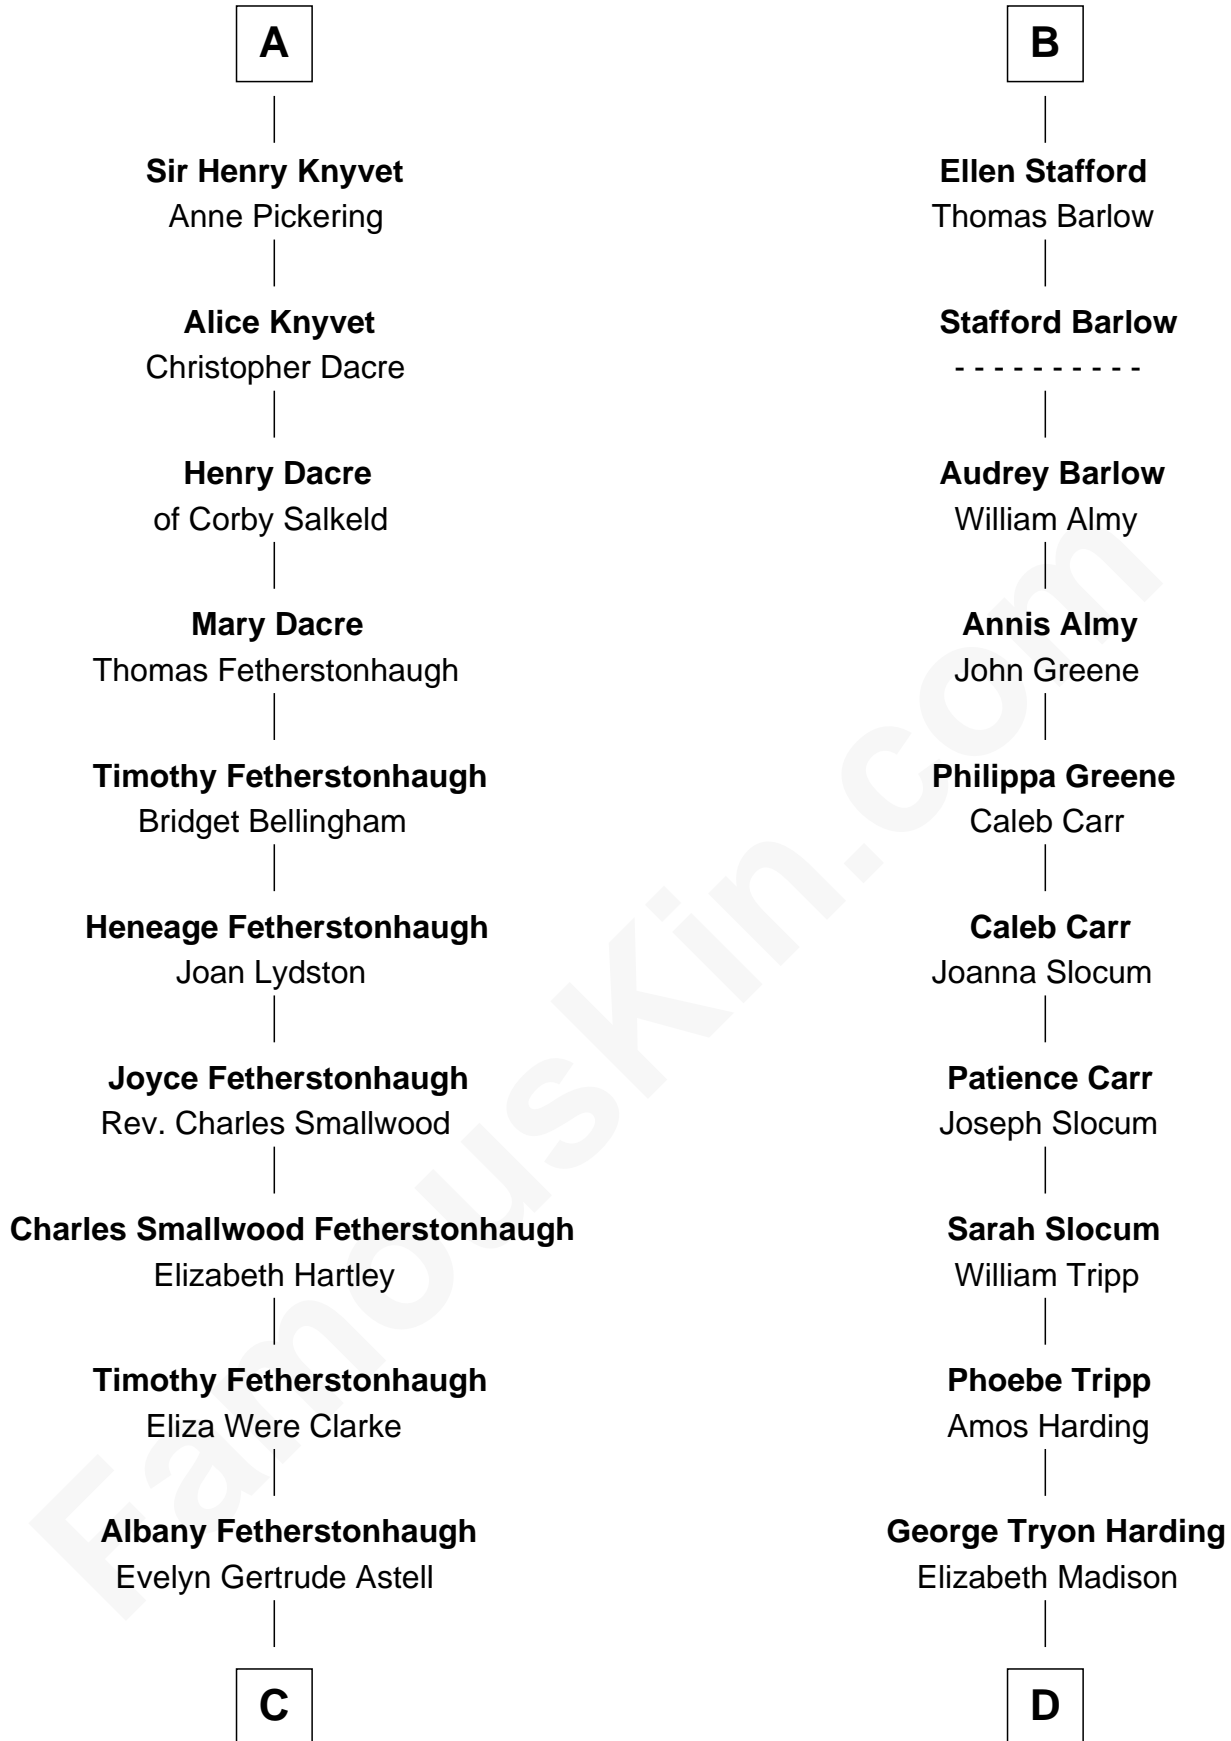 A
Sir Henry Knyvet
Anne Pickering
Alice Knyvet
Christopher Dacre
Henry Dacre
of Corby Salkeld
Mary Dacre
Thomas Fetherstonhaugh
Timothy Fetherstonhaugh
Bridget Bellingham
Heneage Fetherstonhaugh
Joan Lydston
Joyce Fetherstonhaugh
Rev. Charles Smallwood
Charles Smallwood Fetherstonhaugh
Elizabeth Hartley
Timothy Fetherstonhaugh
Eliza Were Clarke
Albany Fetherstonhaugh
Evelyn Gertrude Astell
C
B
Ellen Stafford
Thomas Barlow
Stafford Barlow
- - - - - - - - - -
Audrey Barlow
William Almy
Annis Almy
John Greene
Philippa Greene
Caleb Carr
Caleb Carr
Joanna Slocum
Patience Carr
Joseph Slocum
Sarah Slocum
William Tripp
Phoebe Tripp
Amos Harding
George Tryon Harding
Elizabeth Madison
D
FamousKin.com